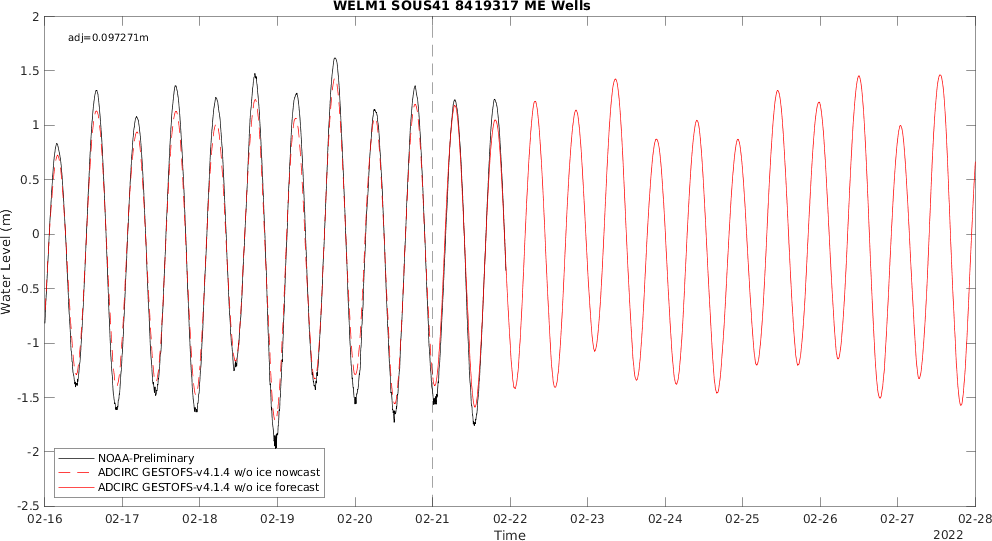 WELM1 SOUS41 8419317 ME Wells
adj=0.097271m
2
1.5
1
0.5
0
-0.5
-1
-1.5
-2
-2.5
Water Level (m)
NOAA-Preliminary
ADCIRC GESTOFS-v4.1.4 w/o ice nowcast
ADCIRC GESTOFS-v4.1.4 w/o ice forecast
02-16 02-17 02-18 02-19 02-20 02-21 02-22 02-23 02-24 02-25 02-26 02-27 02-28
Time
2022